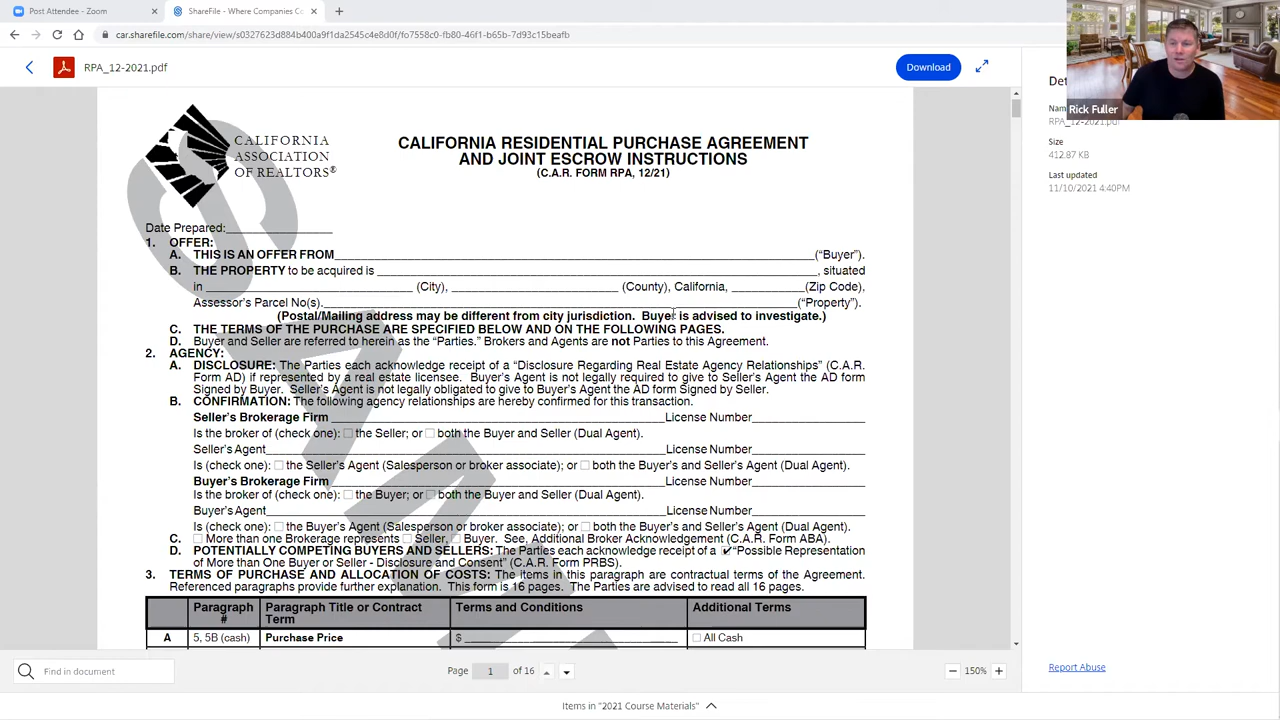 Post Attendee - Zoom
ShareFile - Where Companies Co
car.sharefile.com/share/view/s0327623d884b400a9f1da2545c4e8d0f/fo7558c0-fb80-46f1-b65b-7d93c15beafb
RPA_12-2021.pdf
Download
Rick Fuller
Size
412.87 KB
Last updated
11/10/2021 4:40PM
CALIFORNIA
ASSOCIATION
OF REALTORS®
CALIFORNIA RESIDENTIAL PURCHASE AGREEMENT
AND JOINT ESCROW INSTRUCTIONS
(C.A.R. FORM RPA, 12/21)
Date Prepared:
1. OFFER:
A. THIS IS AN OFFER FROM ("Buyer").
B. THE PROPERTY to be acquired is , situated
in (City), (County), California, (Zip Code),
Assessor's Parcel No(s). ("Property").
(Postal/Mailing address may be different from city jurisdiction. Buyer is advised to investigate.)
C. THE TERMS OF THE PURCHASE ARE SPECIFIED BELOW AND ON THE FOLLOWING PAGES.
D. Buyer and Seller are referred to herein as the "Parties." Brokers and Agents are not Parties to this Agreement.
2. AGENCY:
A. DISCLOSURE: The Parties each acknowledge receipt of a "Disclosure Regarding Real Estate Agency Relationships" (C.A.R.
Form AD) if represented by a real estate licensee. Buyer's Agent is not legally required to give to Seller's Agent the AD form
Signed by Buyer. Seller's Agent is not legally obligated to give to Buyer's Agent the AD form Signed by Seller.
B. CONFIRMATION: The following agency relationships are hereby confirmed for this transaction.
Seller's Brokerage Firm License Number
Is the broker of (check one): ☐ the Seller; or ☐ both the Buyer and Seller (Dual Agent).
Seller's Agent License Number
Is (check one): ☐ the Seller's Agent (Salesperson or broker associate); or ☐ both the Buyer's and Seller's Agent (Dual Agent).
Buyer's Brokerage Firm License Number
Is the broker of (check one): ☐ the Buyer; or ☐ both the Buyer and Seller (Dual Agent).
Buyer's Agent License Number
Is (check one): ☐ the Buyer's Agent (Salesperson or broker associate); or ☐ both the Buyer's and Seller's Agent (Dual Agent).
C. ☐ More than one Brokerage represents ☐ Seller, ☐ Buyer. See, Additional Broker Acknowledgement (C.A.R. Form ABA).
D. POTENTIALLY COMPETING BUYERS AND SELLERS: The Parties each acknowledge receipt of a ☑ "Possible Representation
of More than One Buyer or Seller - Disclosure and Consent" (C.A.R. Form PRBS).
3. TERMS OF PURCHASE AND ALLOCATION OF COSTS: The items in this paragraph are contractual terms of the Agreement.
Referenced paragraphs provide further explanation. This form is 16 pages. The Parties are advised to read all 16 pages.
Paragraph # Paragraph Title or Contract Term Terms and Conditions Additional Terms
A 5, 5B (cash) Purchase Price $ ☐ All Cash
Find in document
Page 1 of 16
150%
Report Abuse
Items in "2021 Course Materials"